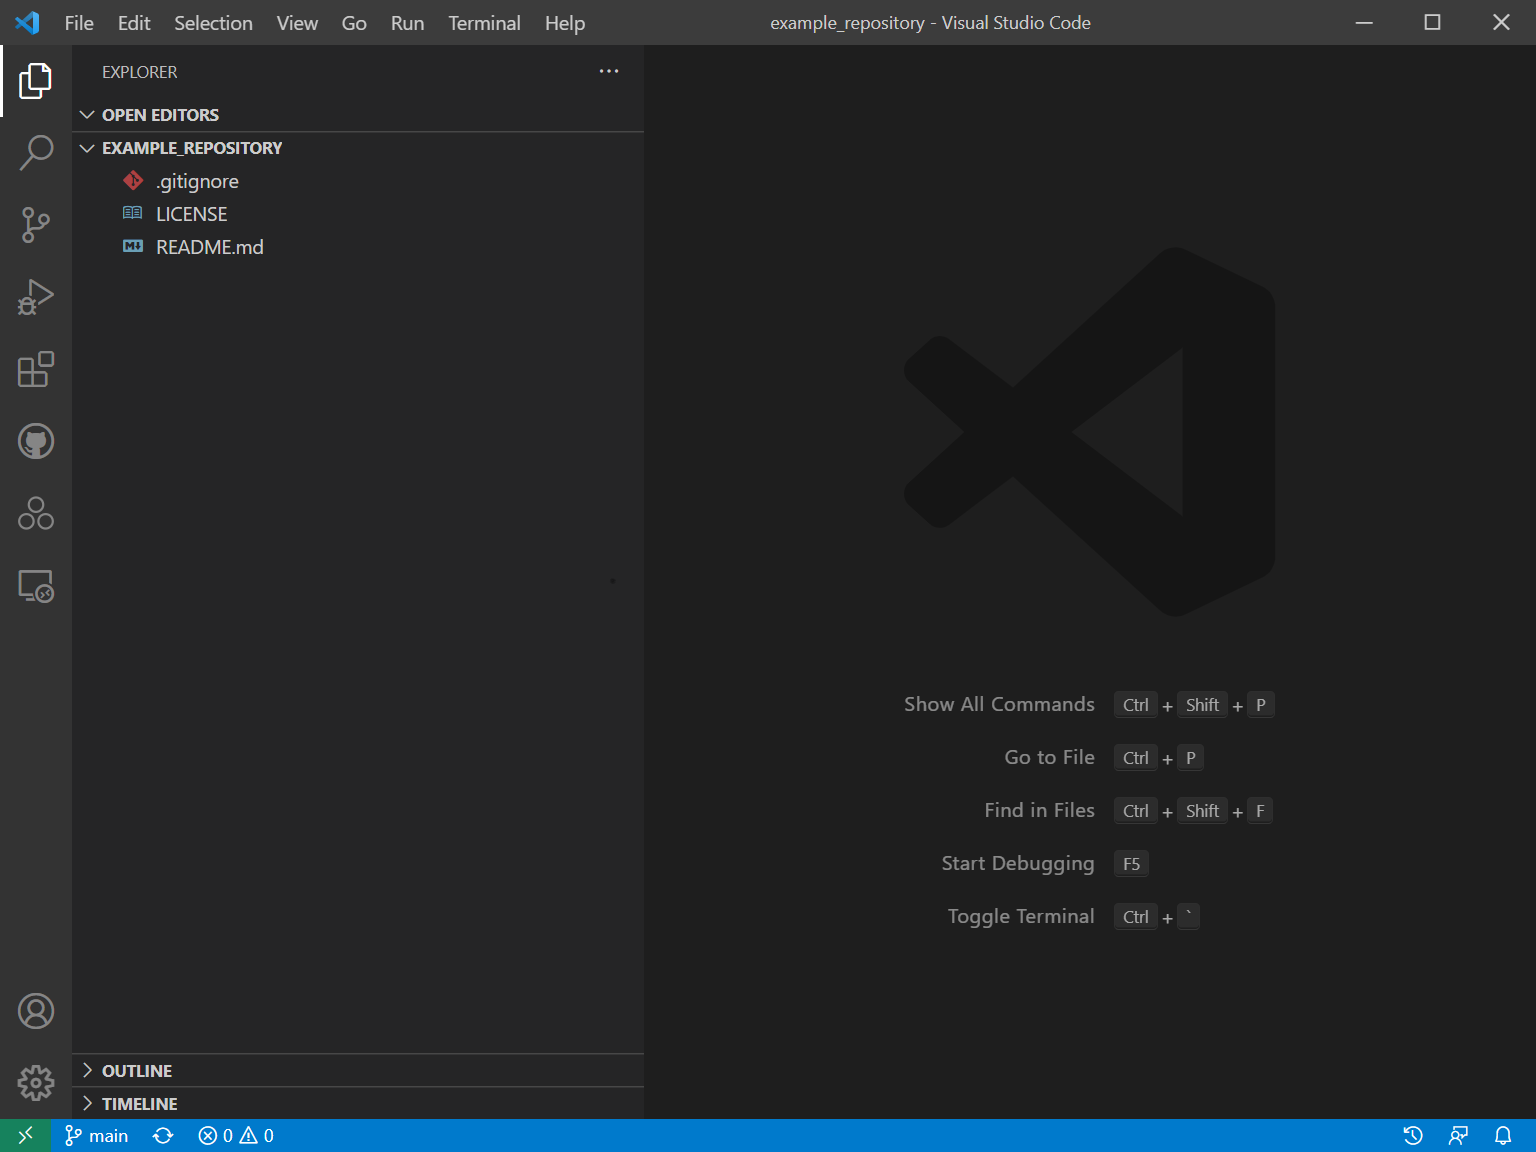 File Edit Selection View Go Run Terminal Help example_repository - Visual Studio Code
EXPLORER
OPEN EDITORS
EXAMPLE_REPOSITORY
.gitignore
LICENSE
README.md
Show All Commands Ctrl + Shift + P
Go to File Ctrl + P
Find in Files Ctrl + Shift + F
Start Debugging F5
Toggle Terminal Ctrl + `
OUTLINE
TIMELINE
main 0 0